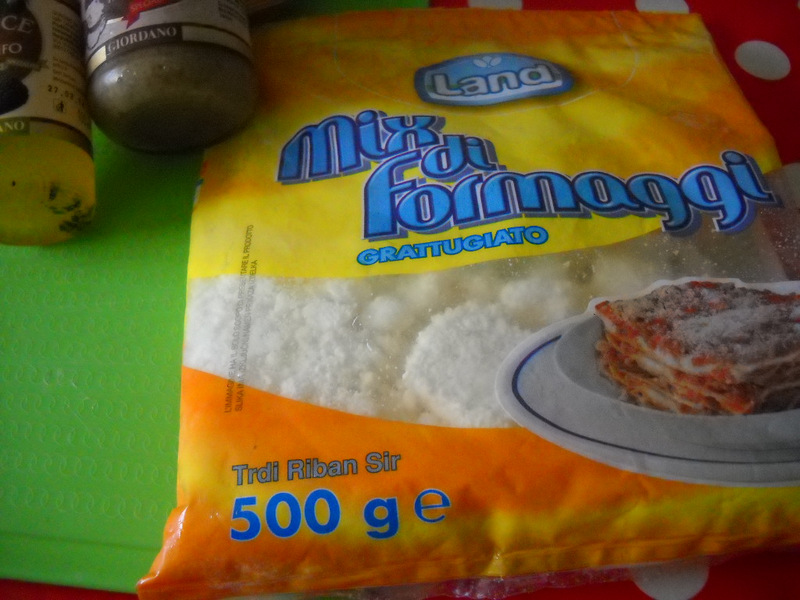 GIORDANO
Land
Mix
di
Formaggi
GRATTUGIATO
Trdi Riban Sir
500 g e